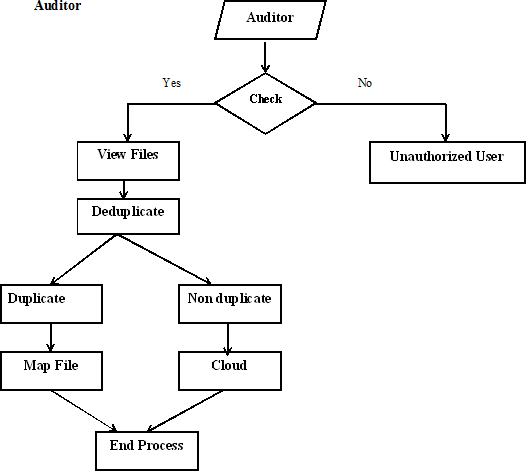 Auditor
Auditor
Yes
No
Check
View Files
Unauthorized User
Deduplicate
Duplicate
Non duplicate
Map File
Cloud
End Process